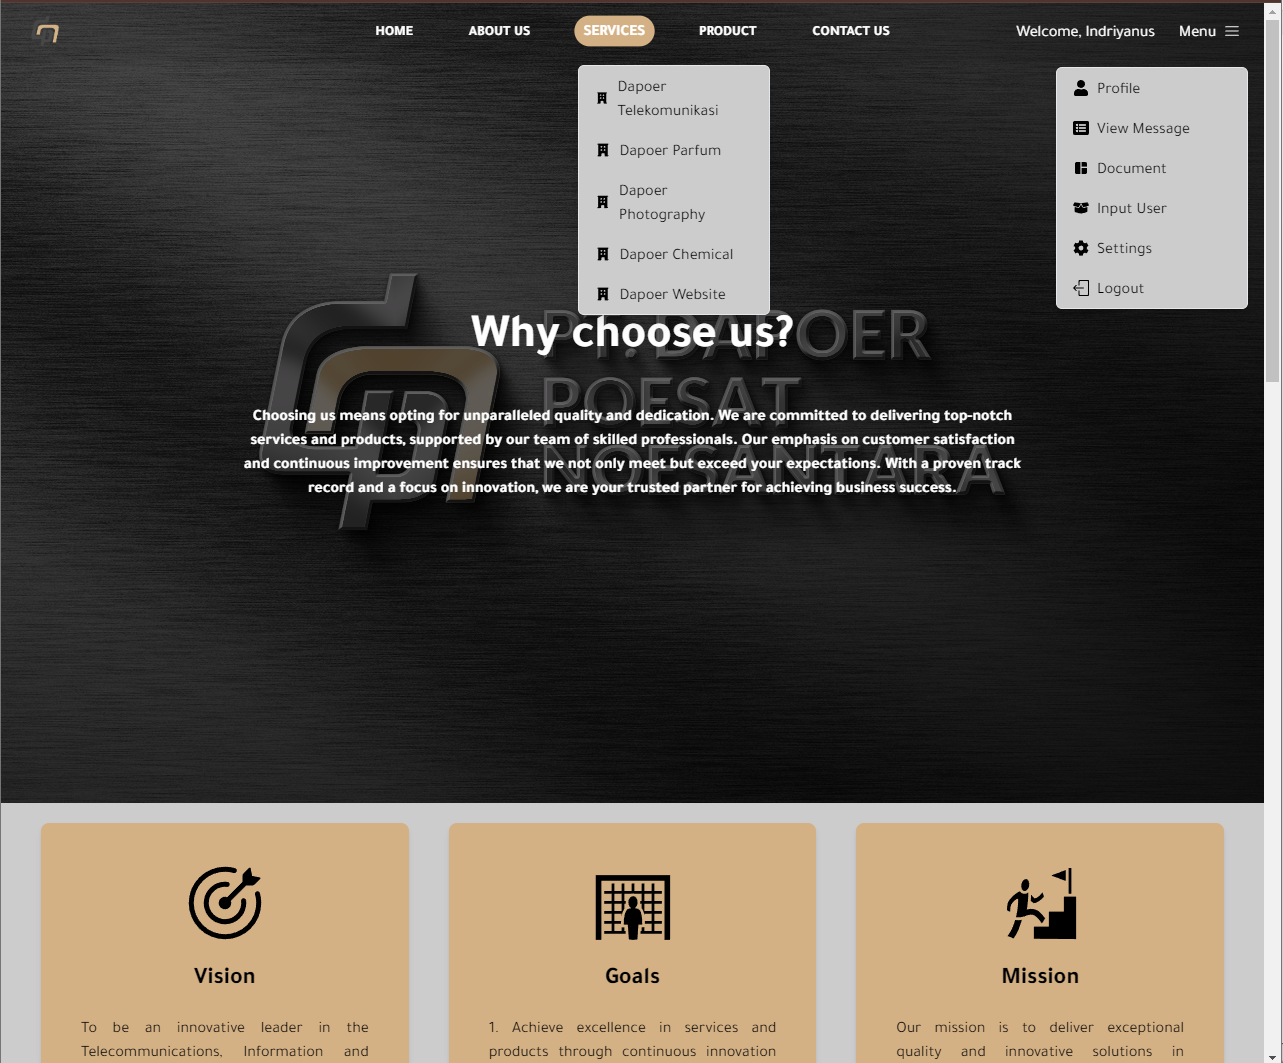 HOME
ABOUT US
SERVICES
PRODUCT
CONTACT US
Welcome, Indriyanus
Menu
Dapoer
Telekomunikasi
Dapoer Parfum
Dapoer
Photography
Dapoer Chemical
Dapoer Website
Profile
View Message
Document
Input User
Settings
Logout
PT. DAPOER
POESAT
NOESANTARA
Why choose us?
Choosing us means opting for unparalleled quality and dedication. We are committed to delivering top-notch
services and products, supported by our team of skilled professionals. Our emphasis on customer satisfaction
and continuous improvement ensures that we not only meet but exceed your expectations. With a proven track
record and a focus on innovation, we are your trusted partner for achieving business success.
Vision
To be an innovative leader in the
Telecommunications, Information and
Goals
1. Achieve excellence in services and
products through continuous innovation
Mission
Our mission is to deliver exceptional
quality and innovative solutions in